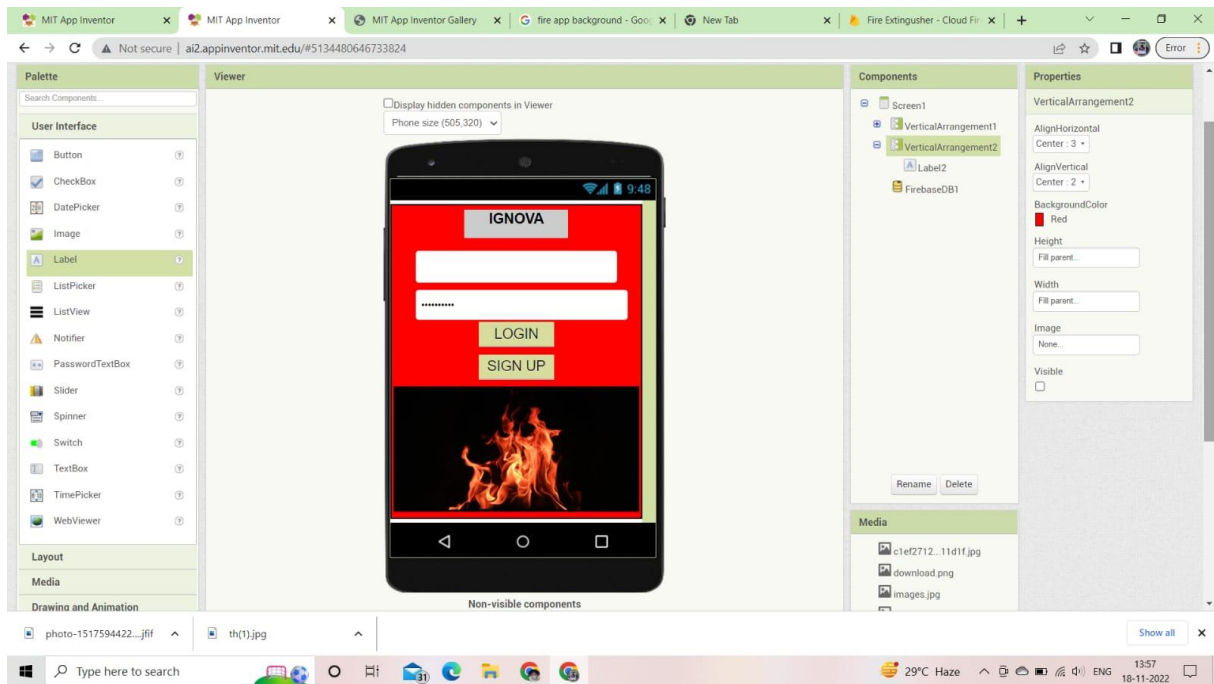 MIT App Inventor
MIT App Inventor
MIT App Inventor Gallery
fire app background - Goo
New Tab
Fire Extingusher - Cloud Fir
Not secure | ai2.appinventor.mit.edu/#5134480646733824
Error
Palette
Search Components...
User Interface
Button
CheckBox
DatePicker
Image
Label
ListPicker
ListView
Notifier
PasswordTextBox
Slider
Spinner
Switch
TextBox
TimePicker
WebViewer
Layout
Media
Drawing and Animation
Viewer
Display hidden components in Viewer
Phone size (505,320)
9:48
IGNOVA
••••••••••
LOGIN
SIGN UP
Non-visible components
Components
Screen1
VerticalArrangement1
VerticalArrangement2
Label2
FirebaseDB1
Rename Delete
Media
c1ef2712...11d1f.jpg
download.png
images.jpg
Properties
VerticalArrangement2
AlignHorizontal
Center : 3
AlignVertical
Center : 2
BackgroundColor
Red
Height
Fill parent...
Width
Fill parent...
Image
None...
Visible
photo-1517594422....jfif
th(1).jpg
Show all
Type here to search
31
29°C Haze
ENG
13:57
18-11-2022